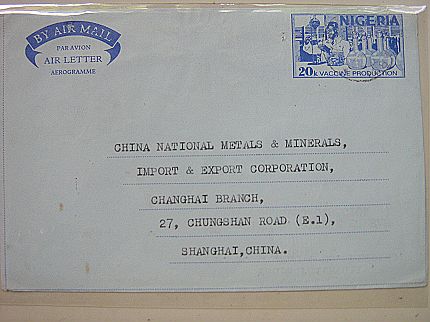 BY AIR MAIL
PAR AVION
AIR LETTER
AEROGRAMME
NIGERIA
20k VACCINE PRODUCTION
CHINA NATIONAL METALS & MINERALS,
IMPORT & EXPORT CORPORATION,
CHANGHAI BRANCH,
27, CHUNGSHAN ROAD (E.1),
SHANGHAI,CHINA.